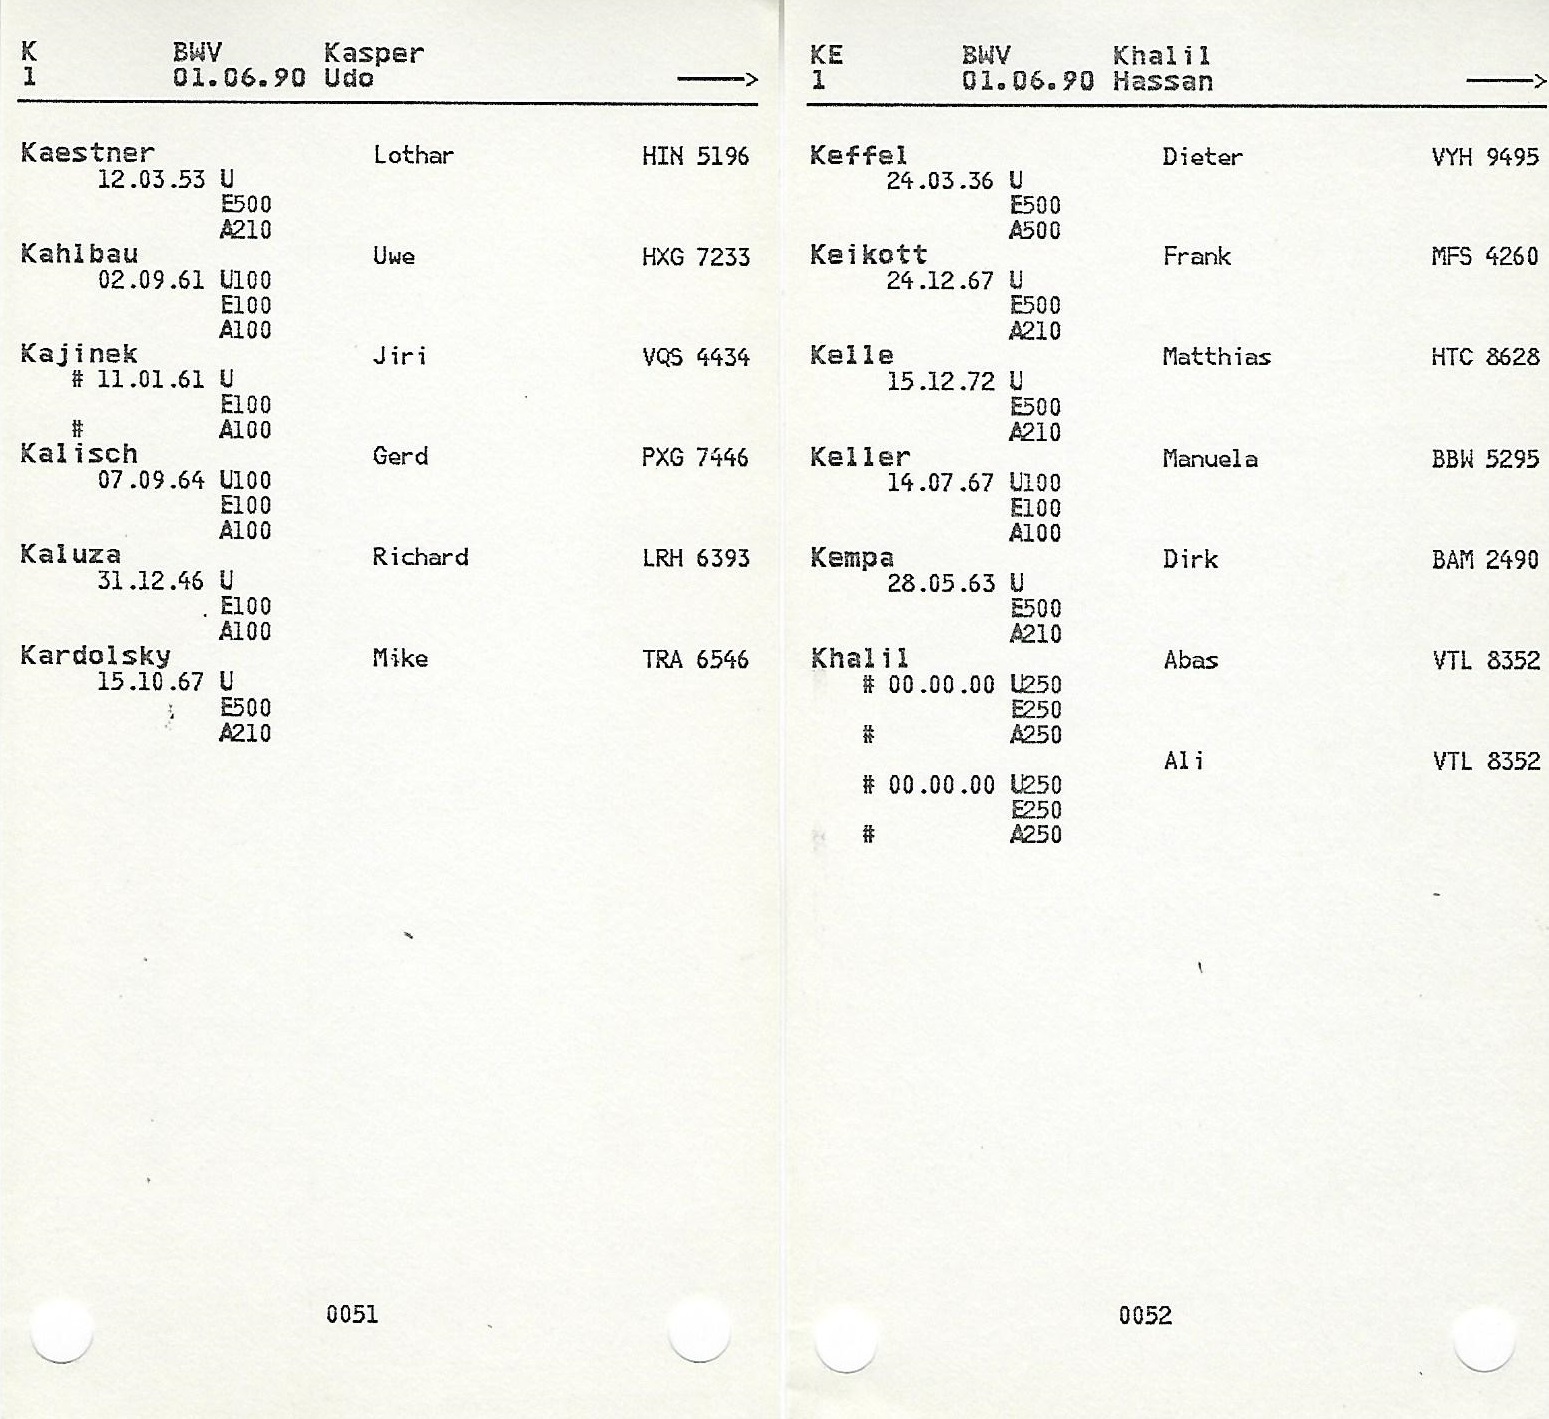 K BWV Kasper
1 01.06.90 Udo ——>
Kaestner Lothar HIN 5196
12.03.53 U
E500
A210
Kahlbau Uwe HXG 7233
02.09.61 U100
E100
A100
Kajinek Jiri VQS 4434
# 11.01.61 U
E100
# A100
Kalisch Gerd PXG 7446
07.09.64 U100
E100
A100
Kaluza Richard LRH 6393
31.12.46 U
E100
A100
Kardolsky Mike TRA 6546
15.10.67 U
E500
A210
0051
KE BWV Khalil
1 01.06.90 Hassan ——>
Keffel Dieter VYH 9495
24.03.36 U
E500
A500
Keikott Frank MFS 4260
24.12.67 U
E500
A210
Kelle Matthias HTC 8628
15.12.72 U
E500
A210
Keller Manuela BBW 5295
14.07.67 U100
E100
A100
Kempa Dirk BAM 2490
28.05.63 U
E500
A210
Khalil Abas VTL 8352
# 00.00.00 U250
E250
# A250
Ali VTL 8352
# 00.00.00 U250
E250
# A250
0052